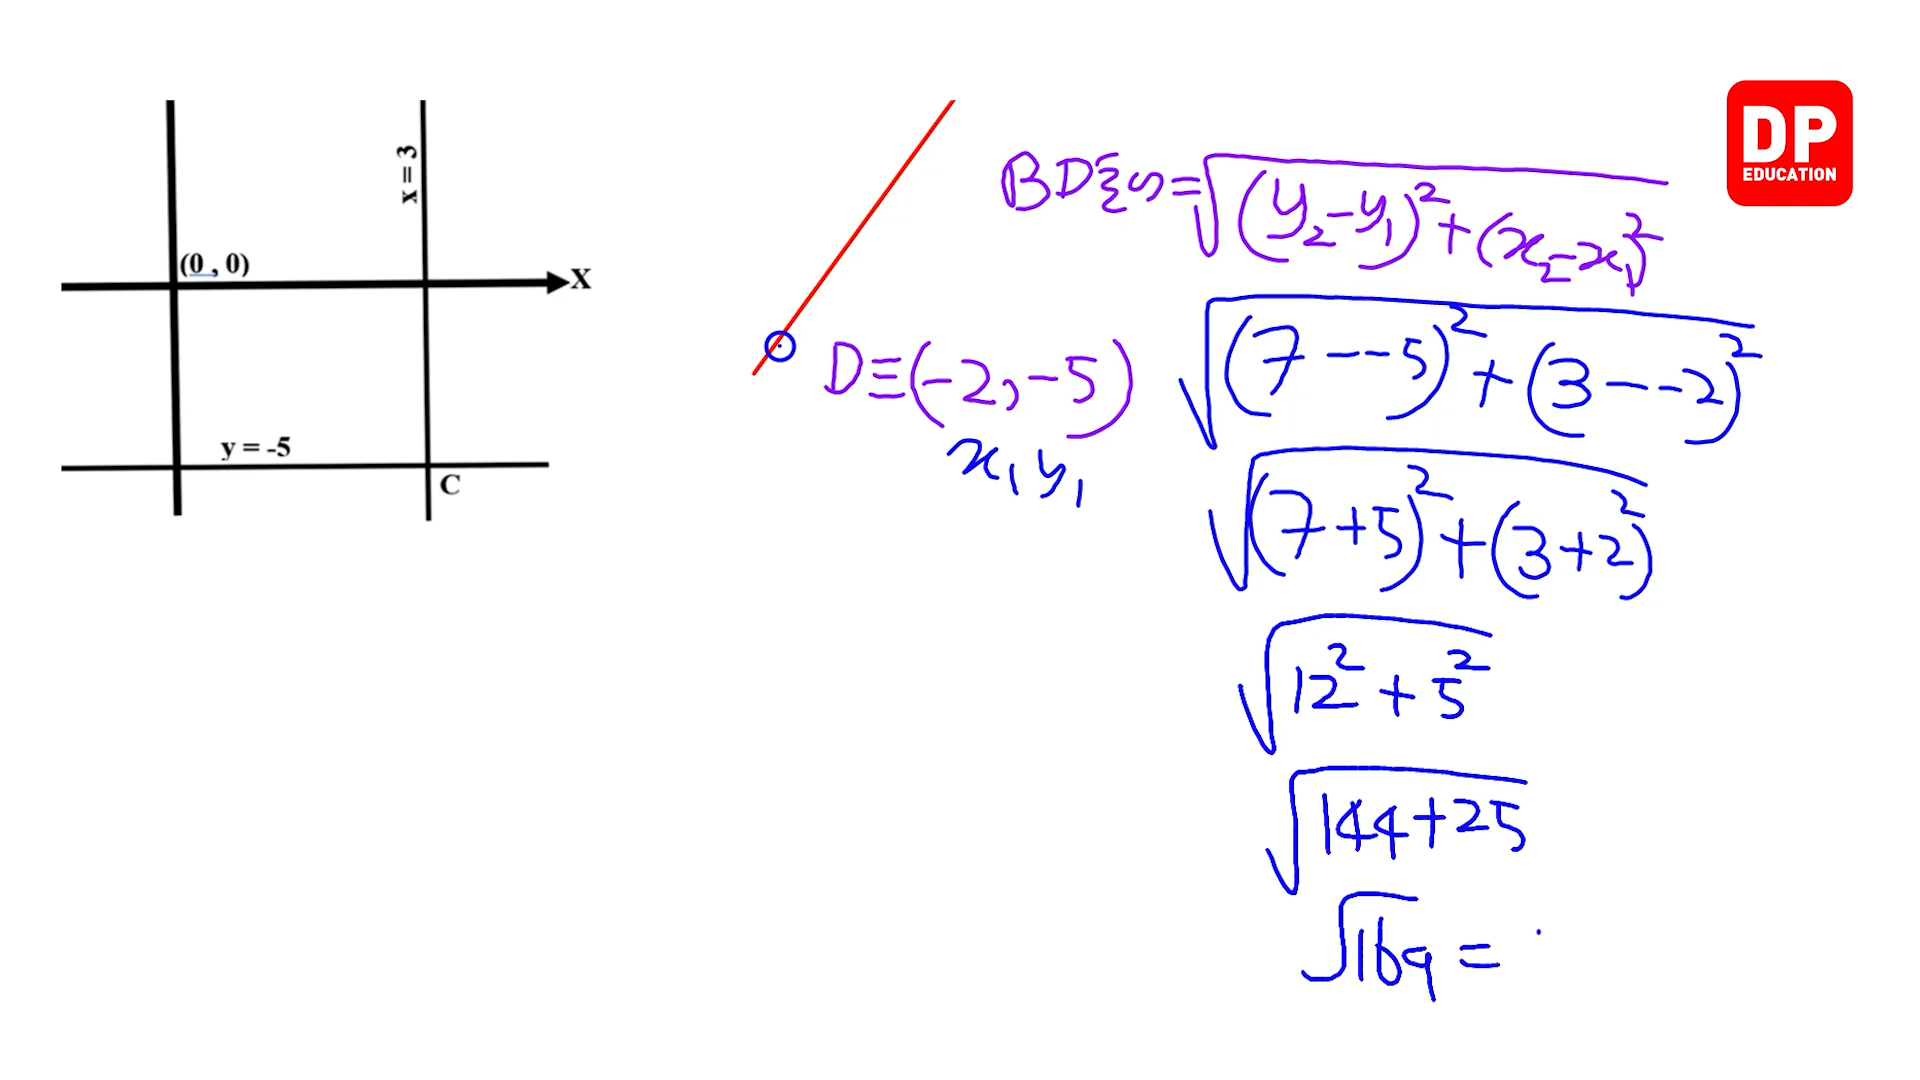 DP
EDUCATION
x = 3
(0 , 0)
X
y = -5
C
BD දිග = √(y₂-y₁)²+(x₂-x₁)²
D≡(-2,-5)
x₁ y₁
√(7--5)²+(3--2)²
√(7+5)²+(3+2)²
√12²+5²
√144+25
√169 =